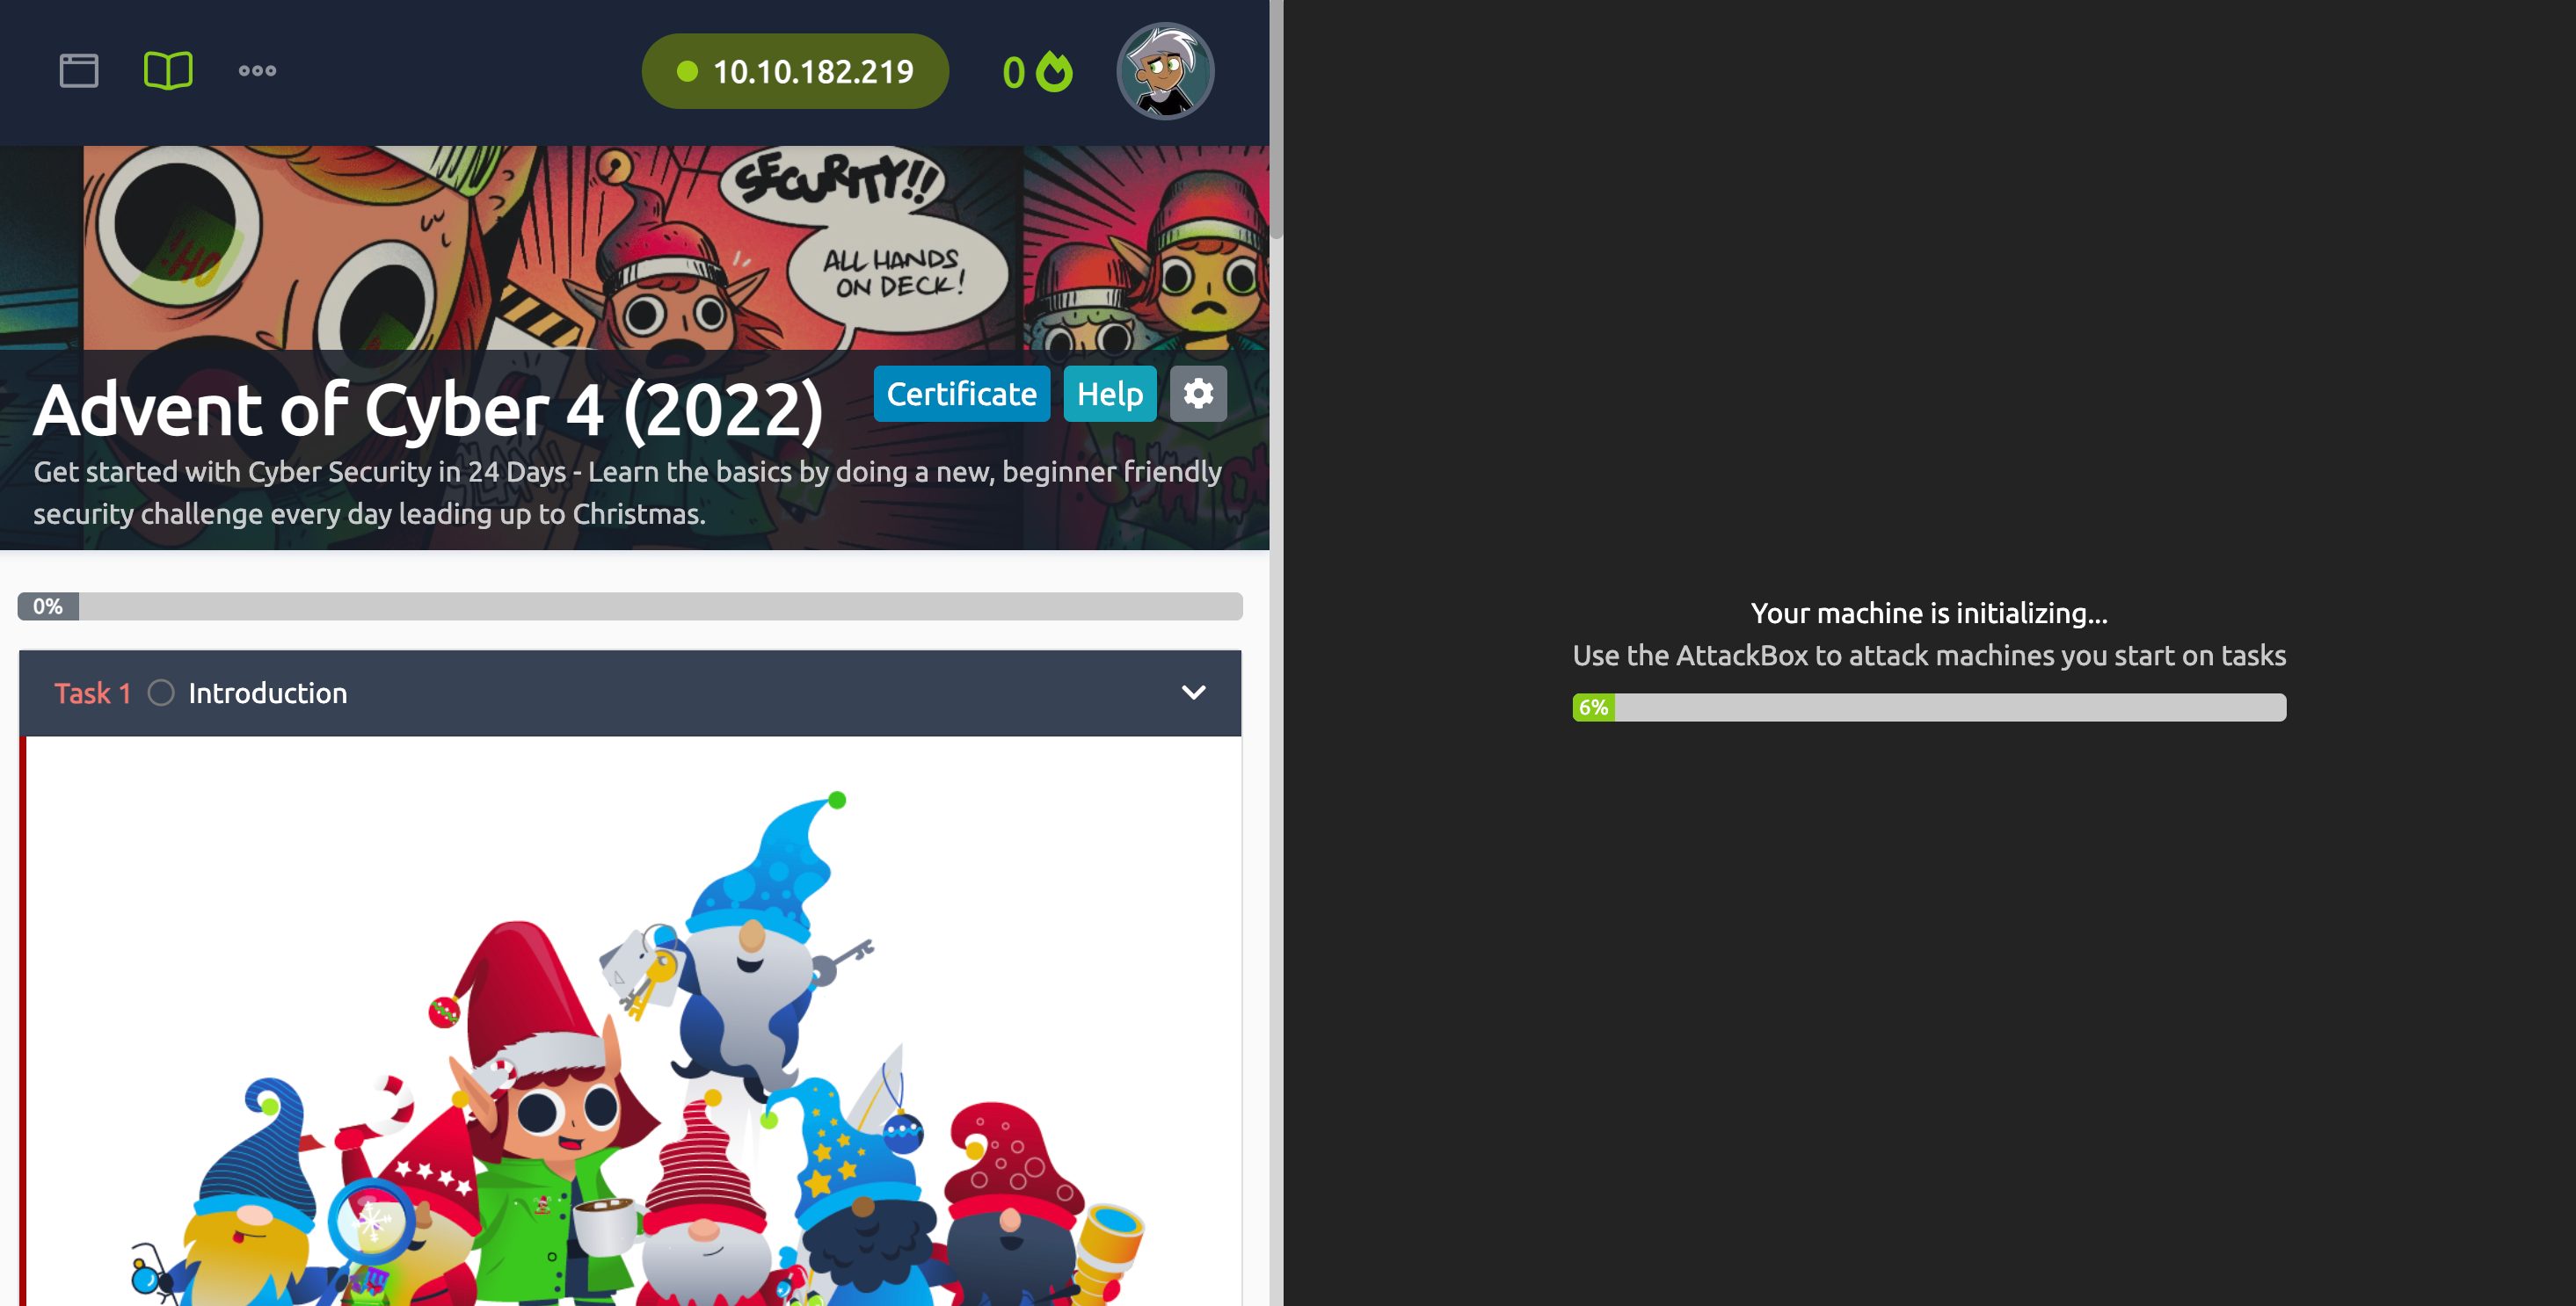 10.10.182.219
0
SECURITY!!
ALL HANDS
ON DECK!
Advent of Cyber 4 (2022)
Certificate
Help
Get started with Cyber Security in 24 Days - Learn the basics by doing a new, beginner friendly
security challenge every day leading up to Christmas.
0%
Task 1
Introduction
Your machine is initializing...
Use the AttackBox to attack machines you start on tasks
6%